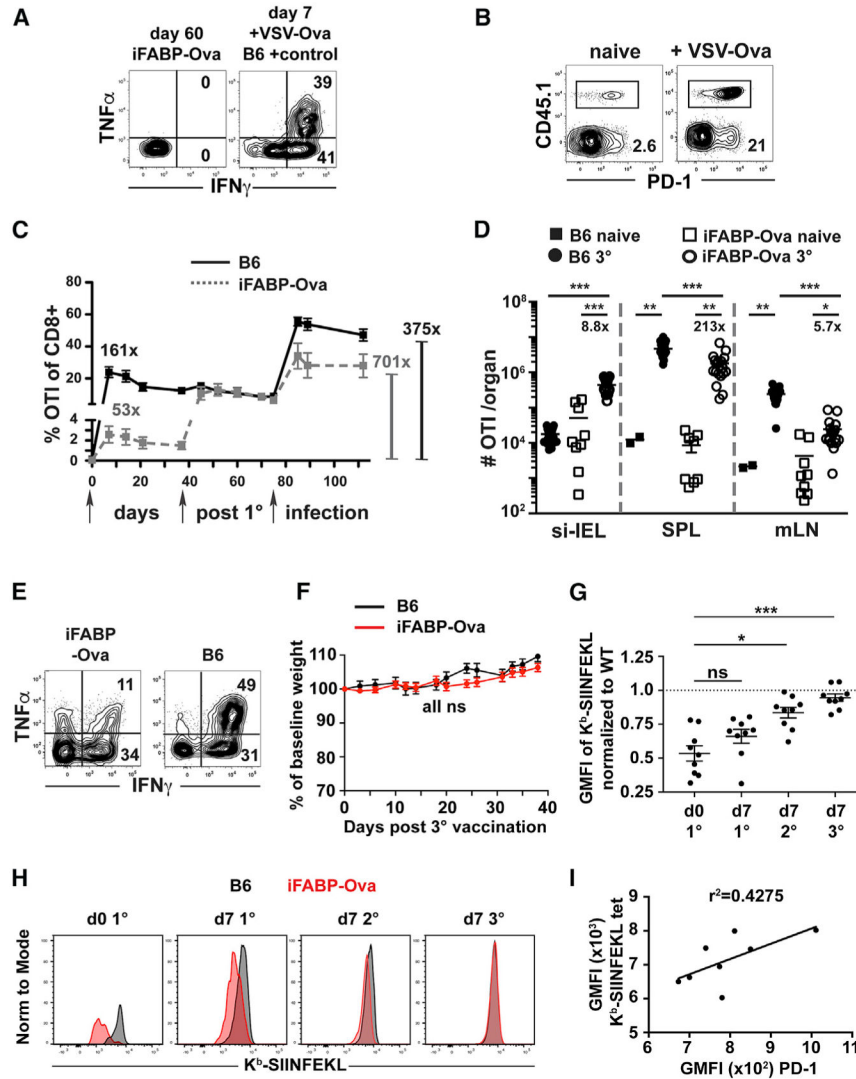 A
day 60
iFABP-Ova
day 7
+VSV-Ova
B6 +control
TNFα
0
0
39
41
IFNγ
B
naive
+ VSV-Ova
CD45.1
2.6
21
PD-1
C
B6
iFABP-Ova
% OTI of CD8+
80
60
40
20
4
2
0
161x
53x
701x
375x
0 20 40 60 80 100
days post 1° infection
D
B6 naive
B6 3°
iFABP-Ova naive
iFABP-Ova 3°
*** *** ***
*** ** ** ** *
8.8x 213x 5.7x
# OTI /organ
10⁸
10⁶
10⁴
10²
si-IEL SPL mLN
E
iFABP
-Ova
B6
TNFα
11
34
49
31
IFNγ
F
B6
iFABP-Ova
% of baseline weight
110
100
90
80
70
all ns
0 10 20 30 40
Days post 3° vaccination
G
***
*
ns
GMFI of Kᵇ-SIINFEKL
normalized to WT
1.25
1.0
0.75
0.5
0.25
d0 d7 d7 d7
1° 1° 2° 3°
H
B6 iFABP-Ova
d0 1° d7 1° d7 2° d7 3°
Norm to Mode
100
80
60
40
20
0
Kᵇ-SIINFEKL
I
r²=0.4275
GMFI (x10³)
Kᵇ-SIINFEKL tet
9
8
7
6
5
6 7 8 9 10 11
GMFI (x10²) PD-1